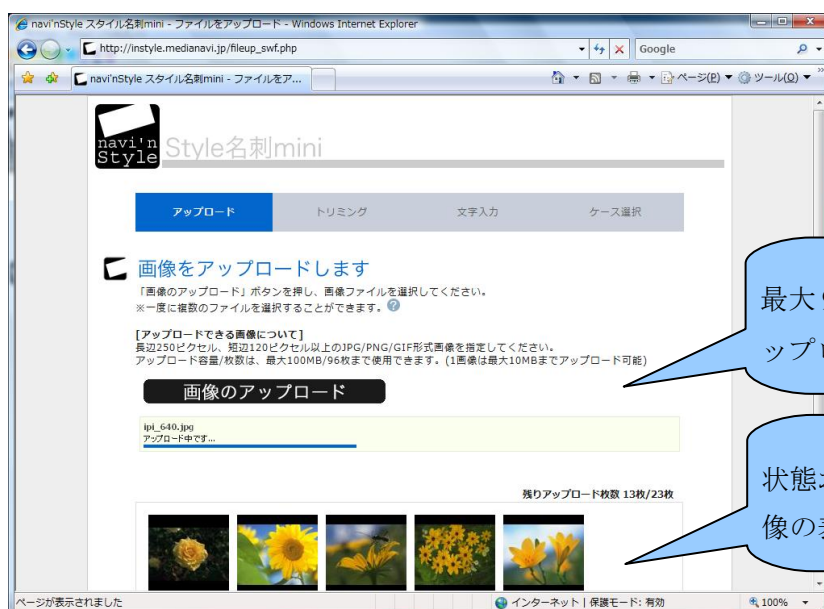 navi'nStyle スタイル名刺mini - ファイルをアップロード - Windows Internet Explorer
http://instyle.medianavi.jp/fileup_swf.php
Google
navi'nStyle スタイル名刺mini - ファイルをア...
ページ(P)
ツール(O)
navi'n
Style
Style名刺mini
アップロード
トリミング
文字入力
ケース選択
画像をアップロードします
「画像のアップロード」ボタンを押し、画像ファイルを選択してください。
※一度に複数のファイルを選択することができます。
[アップロードできる画像について]
長辺250ピクセル、短辺120ピクセル以上のJPG/PNG/GIF形式画像を指定してください。
アップロード容量/枚数は、最大100MB/96枚まで使用できます。(1画像は最大10MBまでアップロード可能)
画像のアップロード
最大
ップ
ipi_640.jpg
アップロード中です...
残りアップロード枚数 13枚/23枚
状態
像の
ページが表示されました
インターネット | 保護モード: 有効
100%